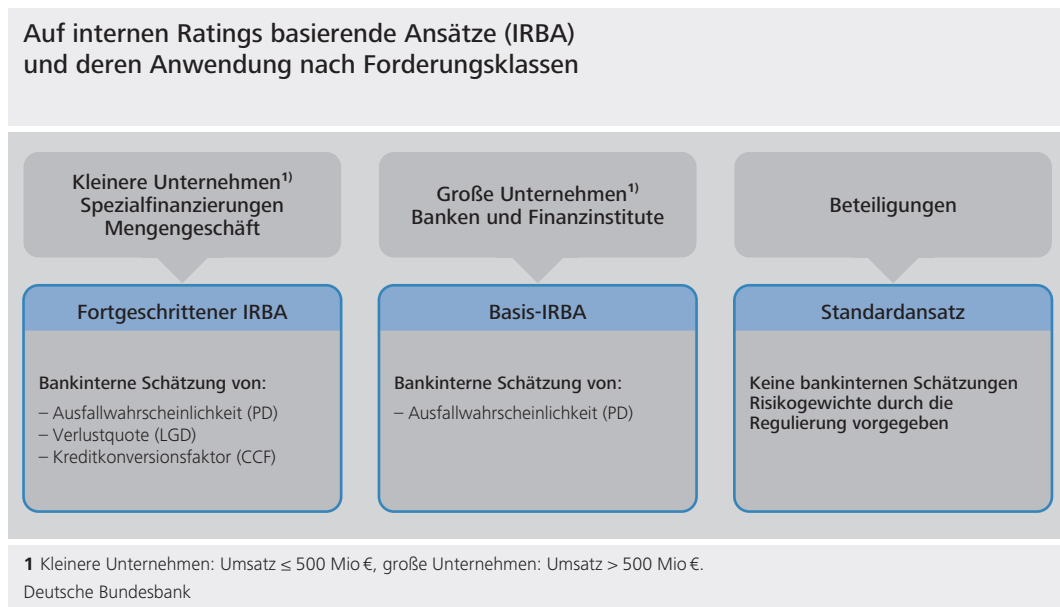 Auf internen Ratings basierende Ansätze (IRBA)
und deren Anwendung nach Forderungsklassen
Kleinere Unternehmen¹⁾
Spezialfinanzierungen
Mengengeschäft
Große Unternehmen¹⁾
Banken und Finanzinstitute
Beteiligungen
Fortgeschrittener IRBA
Bankinterne Schätzung von:
– Ausfallwahrscheinlichkeit (PD)
– Verlustquote (LGD)
– Kreditkonversionsfaktor (CCF)
Basis-IRBA
Bankinterne Schätzung von:
– Ausfallwahrscheinlichkeit (PD)
Standardansatz
Keine bankinternen Schätzungen
Risikogewichte durch die
Regulierung vorgegeben
1 Kleinere Unternehmen: Umsatz ≤ 500 Mio €, große Unternehmen: Umsatz > 500 Mio €.
Deutsche Bundesbank